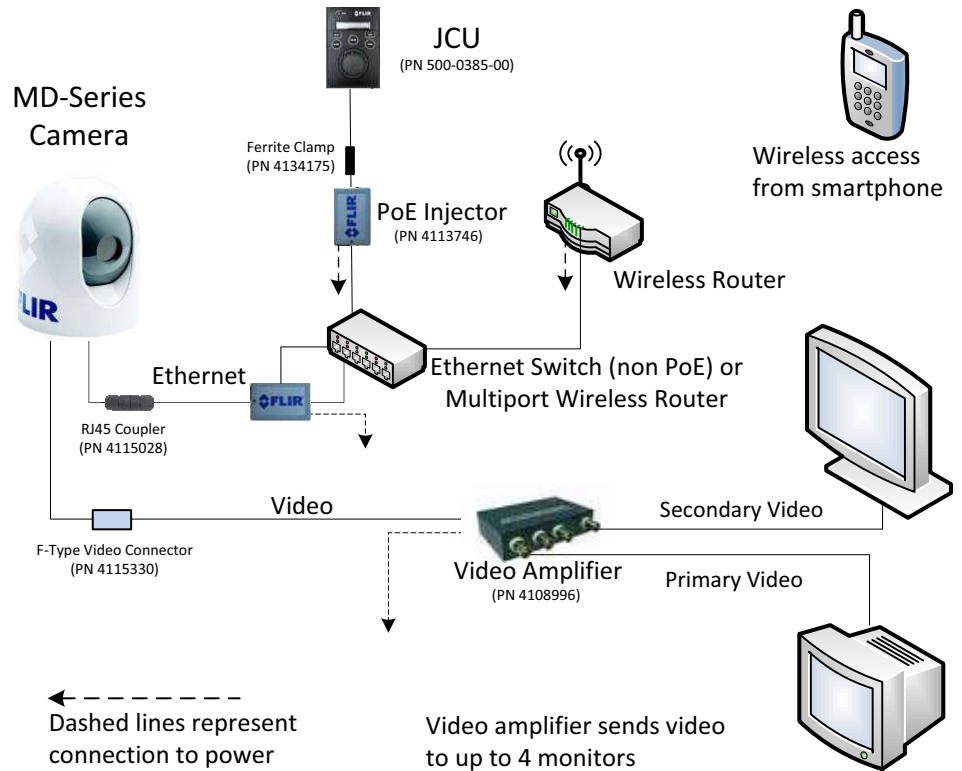 FLIR
JCU
(PN 500-0385-00)
MD-Series
Camera
Ferrite Clamp
(PN 4134175)
Wireless access
from smartphone
FLIR
PoE Injector
(PN 4113746)
Wireless Router
FLIR
Ethernet
Ethernet Switch (non PoE) or
Multiport Wireless Router
FLIR
RJ45 Coupler
(PN 4115028)
Video
Secondary Video
F-Type Video Connector
(PN 4115330)
Video Amplifier
(PN 4108996)
Primary Video
Dashed lines represent
connection to power
Video amplifier sends video
to up to 4 monitors